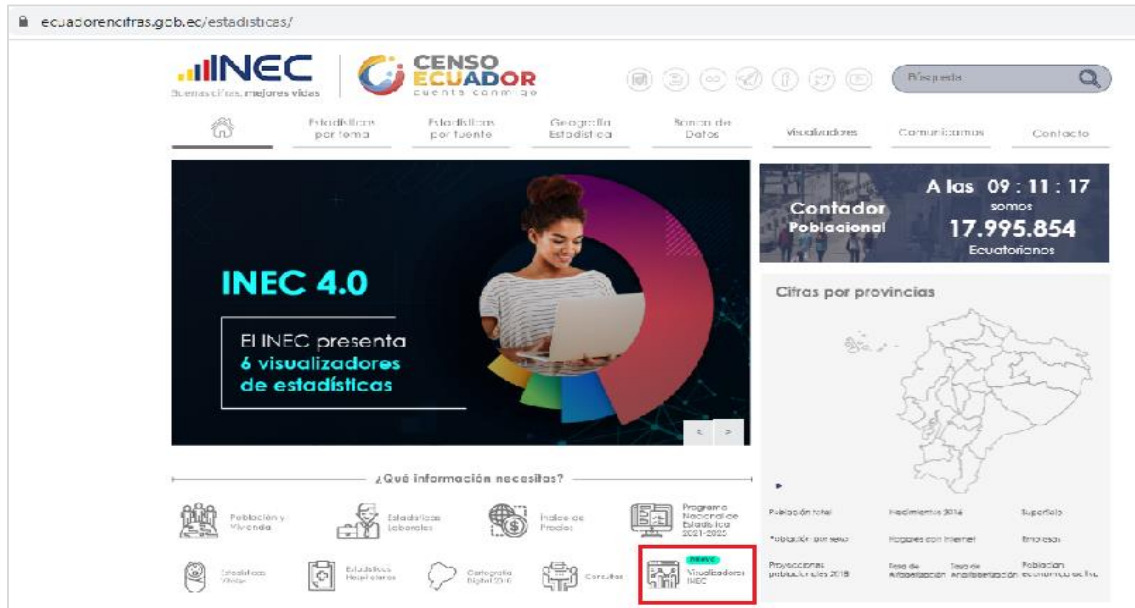 ecuadorencifras.gob.ec/estadisticas/
INEC
Buenas cifras, mejores vidas
CENSO
ECUADOR
cuenta conmigo
Búsqueda
Estadísticas
por tema
Estadísticas
por fuente
Geografía
Estadística
Banco de
Datos
Visualizadores
Comunicamos
Contacto
INEC 4.0
El INEC presenta
6 visualizadores
de estadísticas
< >
Contador
Poblacional
A las 09 : 11 : 17
somos
17.995.854
Ecuatorianos
Cifras por provincias
¿Qué información necesitas?
Población y
Vivienda
Estadísticas
Laborales
Índice de
Precios
Programa
Nacional de
Estadística
2021-2025
Estadísticas
Vitales
Estadísticas
Hospitalarias
Cartografía
Digital 2010
Consultas
NUEVO
Visualizadores
INEC
Población total
Nacimientos 2016
Superficie
Población por sexo
Hogares con Internet
Empresas
Proyecciones
poblacionales 2018
Tasa de
Alfabetización
Tasa de
Analfabetización
Población
económica activa